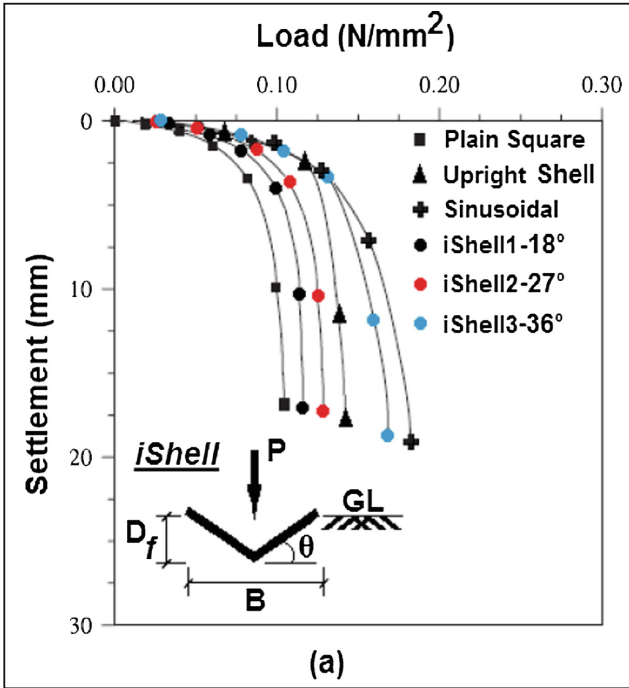 Load (N/mm2)
0.00 0.10 0.20 0.30
0
10
20
30
Settlement (mm)
Plain Square
Upright Shell
Sinusoidal
iShell1-18°
iShell2-27°
iShell3-36°
iShell
P
GL
Df
θ
B
(a)